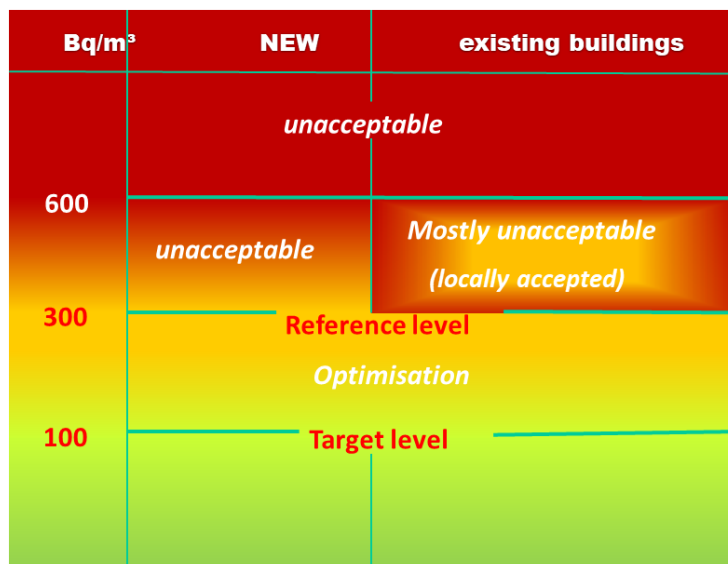 Bq/m³ NEW existing buildings
unacceptable
600
unacceptable
Mostly unacceptable
(locally accepted)
300
Reference level
Optimisation
100
Target level